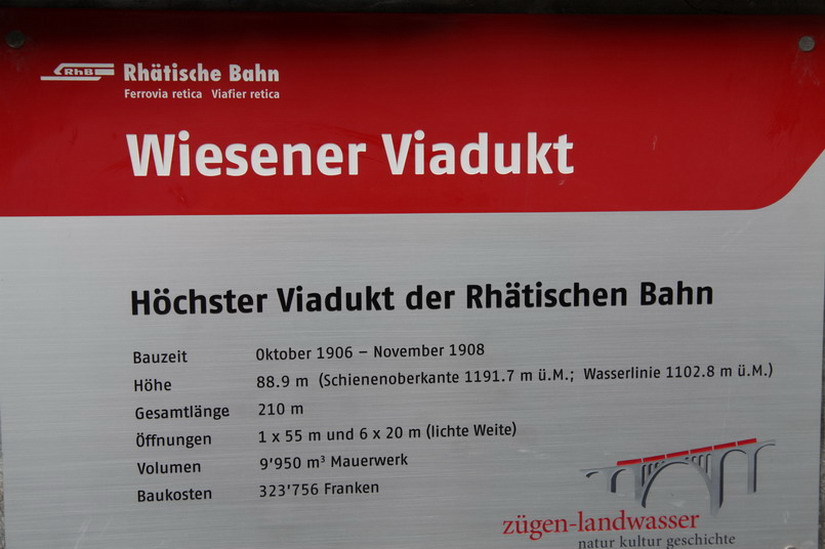 RhB Rhätische Bahn
Ferrovia retica Viafier retica
Wiesener Viadukt
Höchster Viadukt der Rhätischen Bahn
Bauzeit Oktober 1906 – November 1908
Höhe 88.9 m (Schienenoberkante 1191.7 m ü.M.; Wasserlinie 1102.8 m ü.M.)
Gesamtlänge 210 m
Öffnungen 1 x 55 m und 6 x 20 m (lichte Weite)
Volumen 9'950 m³ Mauerwerk
Baukosten 323'756 Franken
zügen-landwasser
natur kultur geschichte